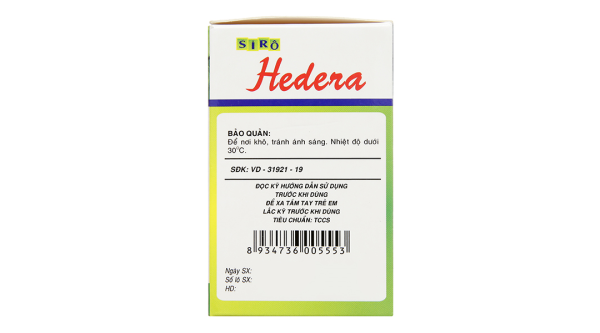 SIRÔ
Hedera
BẢO QUẢN:
Để nơi khô, tránh ánh sáng. Nhiệt độ dưới
30°C.
SĐK: VD - 31921 - 19
ĐỌC KỸ HƯỚNG DẪN SỬ DỤNG
TRƯỚC KHI DÙNG
ĐỂ XA TẦM TAY TRẺ EM
LẮC KỸ TRƯỚC KHI DÙNG
TIÊU CHUẨN: TCCS
8 934736 005553
Ngày SX:
Số lô SX:
HD: